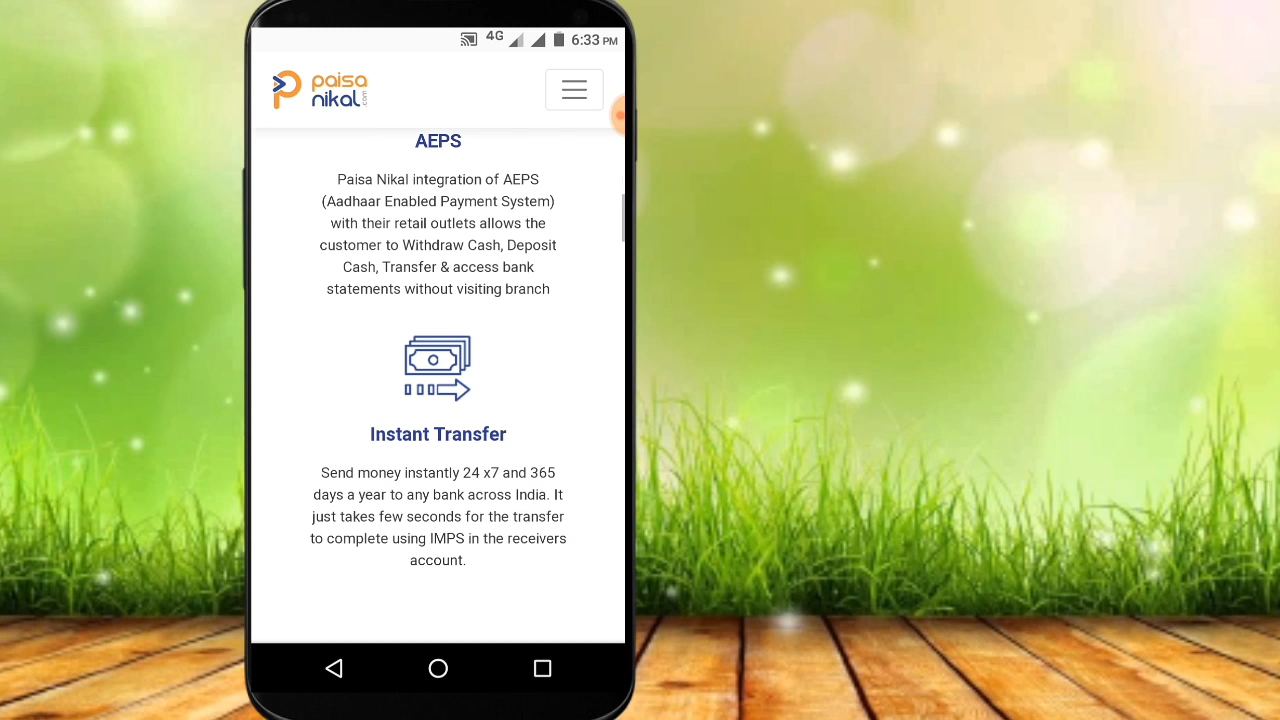 4G 6:33 PM
paisa
nikal
.com
AEPS
Paisa Nikal integration of AEPS
(Aadhaar Enabled Payment System)
with their retail outlets allows the
customer to Withdraw Cash, Deposit
Cash, Transfer & access bank
statements without visiting branch
Instant Transfer
Send money instantly 24 x7 and 365
days a year to any bank across India. It
just takes few seconds for the transfer
to complete using IMPS in the receivers
account.